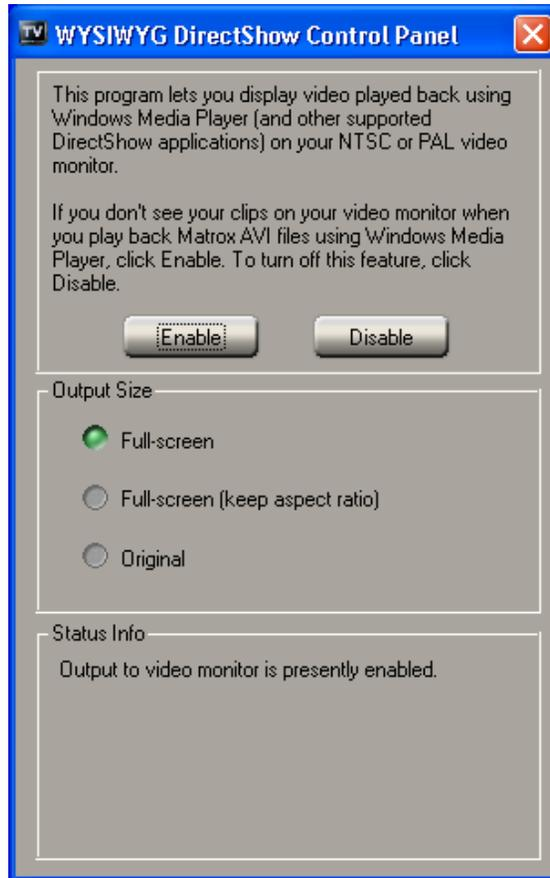 TV WYSIWYG DirectShow Control Panel
This program lets you display video played back using
Windows Media Player (and other supported
DirectShow applications) on your NTSC or PAL video
monitor.
If you don't see your clips on your video monitor when
you play back Matrox AVI files using Windows Media
Player, click Enable. To turn off this feature, click
Disable.
Enable Disable
Output Size
Full-screen
Full-screen (keep aspect ratio)
Original
Status Info
Output to video monitor is presently enabled.